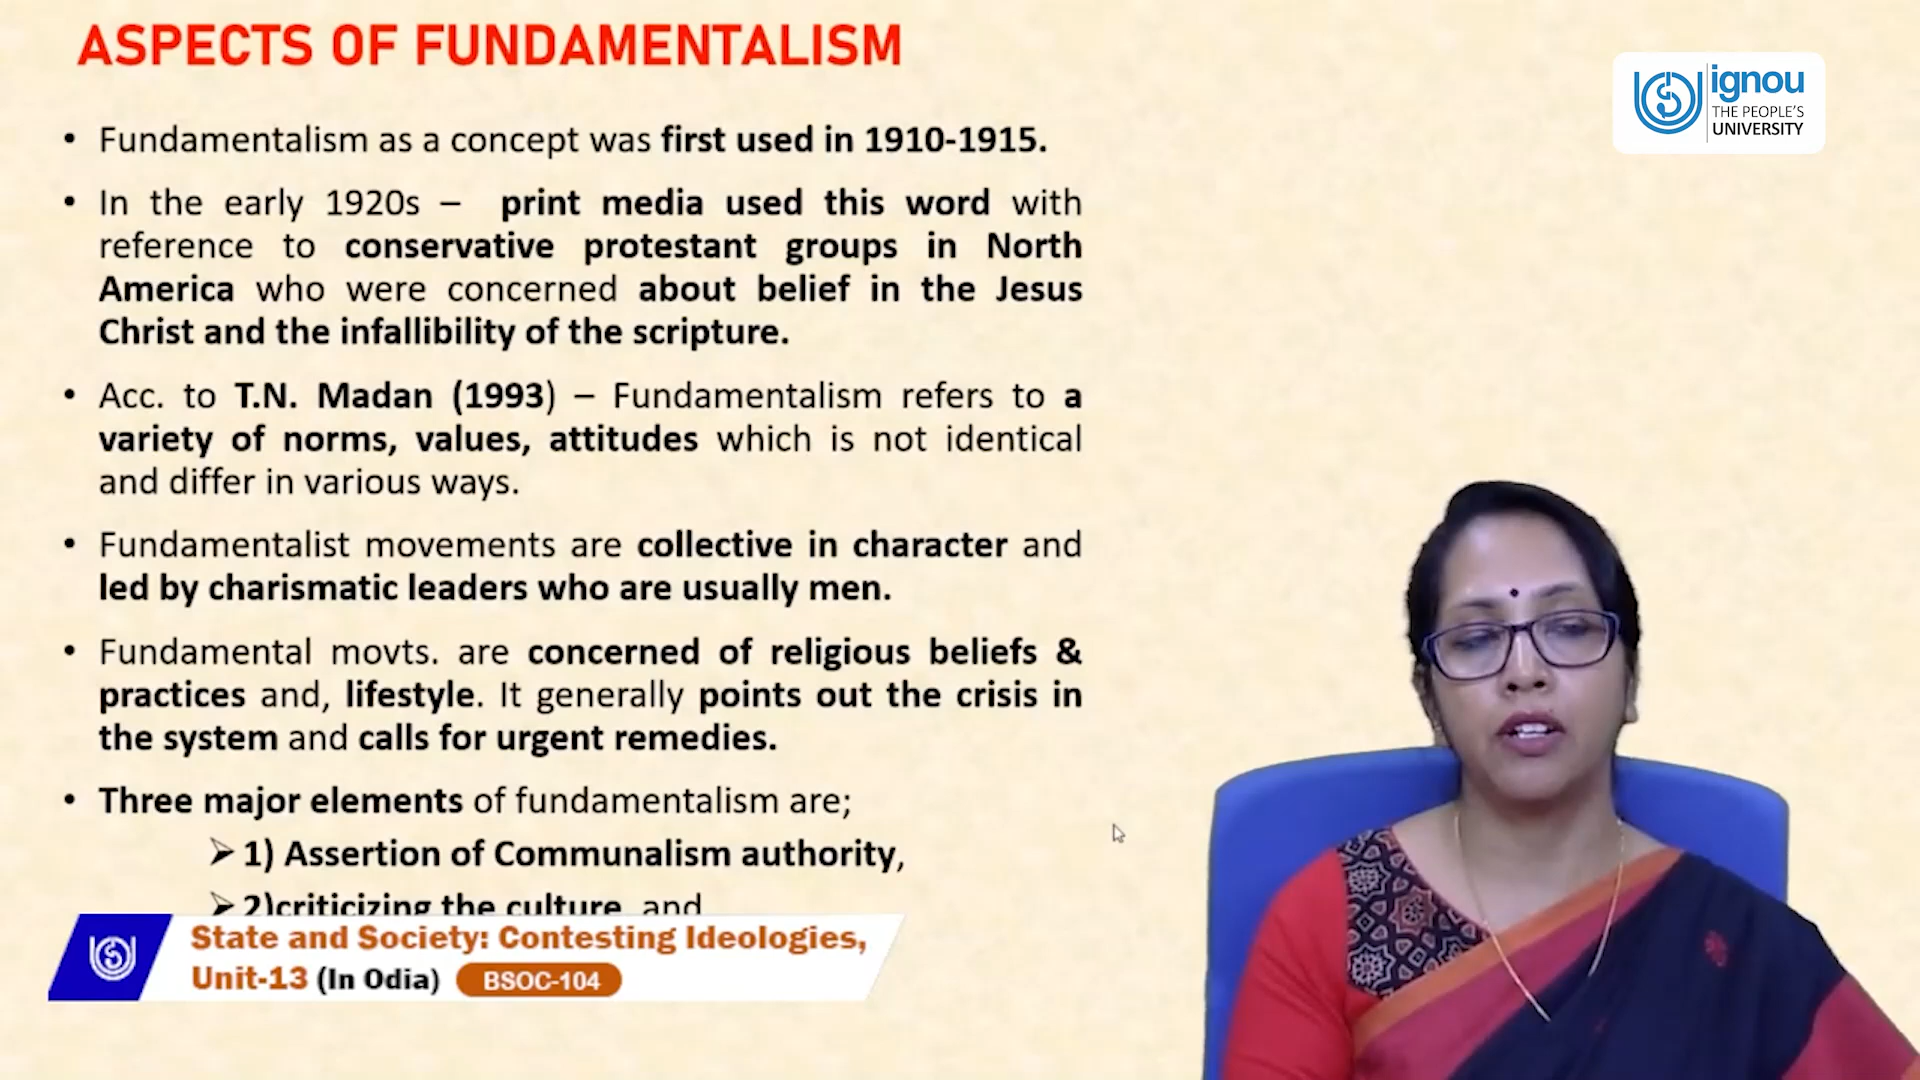 ASPECTS OF FUNDAMENTALISM
ignou
THE PEOPLE'S
UNIVERSITY
• Fundamentalism as a concept was first used in 1910-1915.
• In the early 1920s – print media used this word with
reference to conservative protestant groups in North
America who were concerned about belief in the Jesus
Christ and the infallibility of the scripture.
• Acc. to T.N. Madan (1993) – Fundamentalism refers to a
variety of norms, values, attitudes which is not identical
and differ in various ways.
• Fundamentalist movements are collective in character and
led by charismatic leaders who are usually men.
• Fundamental movts. are concerned of religious beliefs &
practices and, lifestyle. It generally points out the crisis in
the system and calls for urgent remedies.
• Three major elements of fundamentalism are;
➢ 1) Assertion of Communalism authority,
➢ 2)criticizing the culture, and
State and Society: Contesting Ideologies,
Unit-13 (In Odia) BSOC-104